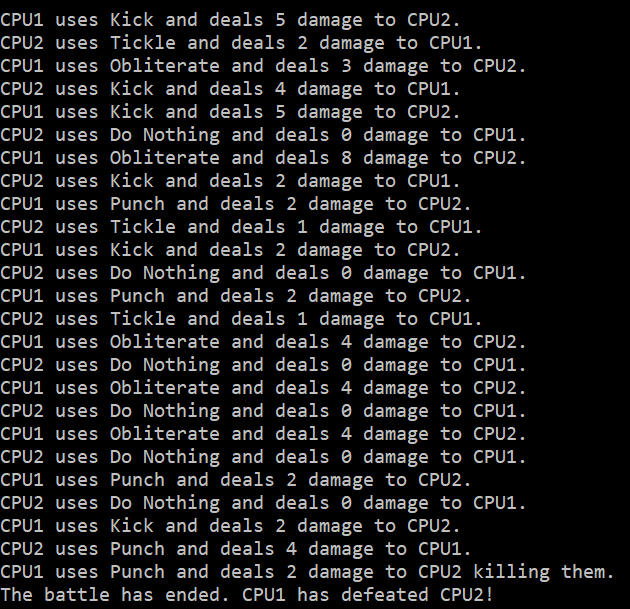 CPU1 uses Kick and deals 5 damage to CPU2.
CPU2 uses Tickle and deals 2 damage to CPU1.
CPU1 uses Obliterate and deals 3 damage to CPU2.
CPU2 uses Kick and deals 4 damage to CPU1.
CPU1 uses Kick and deals 5 damage to CPU2.
CPU2 uses Do Nothing and deals 0 damage to CPU1.
CPU1 uses Obliterate and deals 8 damage to CPU2.
CPU2 uses Kick and deals 2 damage to CPU1.
CPU1 uses Punch and deals 2 damage to CPU2.
CPU2 uses Tickle and deals 1 damage to CPU1.
CPU1 uses Kick and deals 2 damage to CPU2.
CPU2 uses Do Nothing and deals 0 damage to CPU1.
CPU1 uses Punch and deals 2 damage to CPU2.
CPU2 uses Tickle and deals 1 damage to CPU1.
CPU1 uses Obliterate and deals 4 damage to CPU2.
CPU2 uses Do Nothing and deals 0 damage to CPU1.
CPU1 uses Obliterate and deals 4 damage to CPU2.
CPU2 uses Do Nothing and deals 0 damage to CPU1.
CPU1 uses Obliterate and deals 4 damage to CPU2.
CPU2 uses Do Nothing and deals 0 damage to CPU1.
CPU1 uses Punch and deals 2 damage to CPU2.
CPU2 uses Do Nothing and deals 0 damage to CPU1.
CPU1 uses Kick and deals 2 damage to CPU2.
CPU2 uses Punch and deals 4 damage to CPU1.
CPU1 uses Punch and deals 2 damage to CPU2 killing them.
The battle has ended. CPU1 has defeated CPU2!